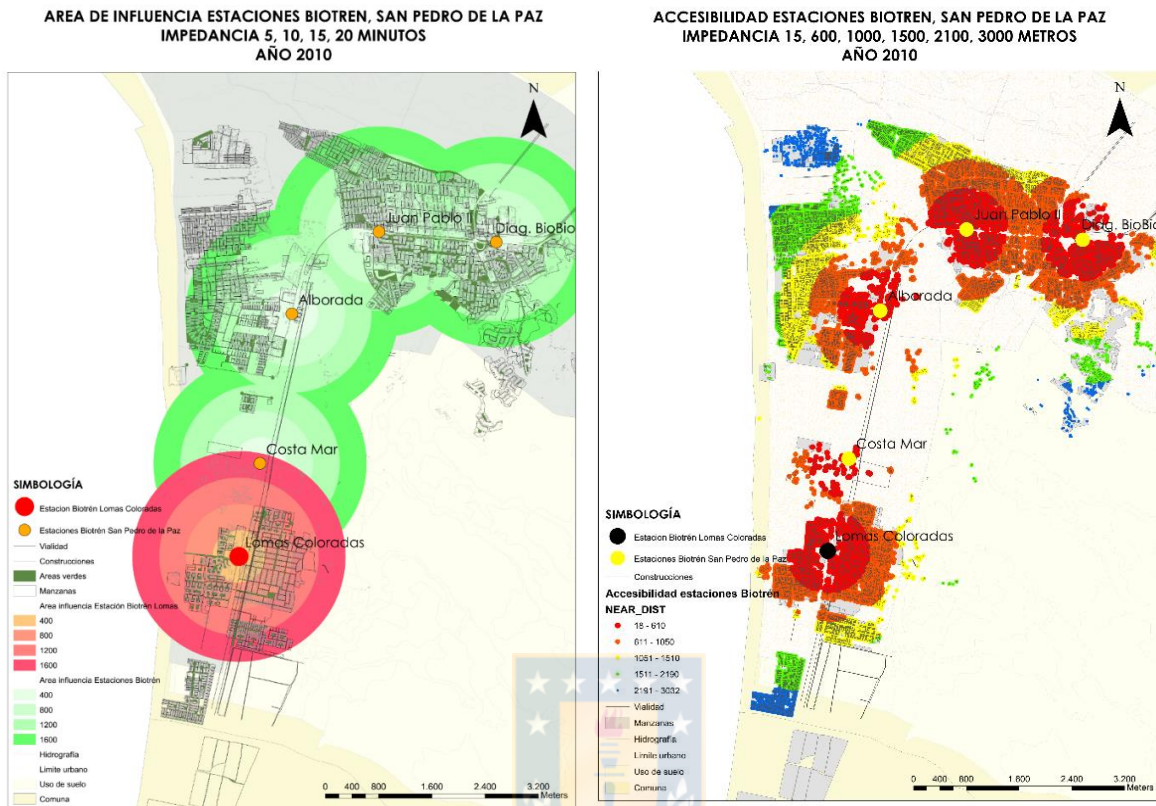 AREA DE INFLUENCIA ESTACIONES BIOTREN, SAN PEDRO DE LA PAZ
IMPEDANCIA 5, 10, 15, 20 MINUTOS
AÑO 2010
N
Juan Pablo II
Diag. BioBio
Alborada
Costa Mar
Lomas Coloradas
SIMBOLOGÍA
Estacion Biotrén Lomas Coloradas
Estaciones Biotrén San Pedro de la Paz
Vialidad
Construcciones
Areas verdes
Manzanas
Area influencia Estación Biotrén Lomas
400
800
1200
1600
Area influencia Estaciones Biotrén
400
800
1200
1600
Hidrografía
Limite urbano
Uso de suelo
Comuna
0 400 800 1.600 2.400 3.200
Meters
ACCESIBILIDAD ESTACIONES BIOTREN, SAN PEDRO DE LA PAZ
IMPEDANCIA 15, 600, 1000, 1500, 2100, 3000 METROS
AÑO 2010
N
Juan Pablo II
Diag. BioBio
Alborada
Costa Mar
Lomas Coloradas
SIMBOLOGÍA
Estacion Biotrén Lomas Coloradas
Estaciones Biotrén San Pedro de la Paz
Construcciones
Accesibilidad estaciones Biotrén
NEAR_DIST
18 - 610
611 - 1050
1051 - 1510
1511 - 2190
2191 - 3032
Vialidad
Manzanas
Hidrografía
Limite urbano
Uso de suelo
Comuna
0 400 800 1.600 2.400 3.200
Meters